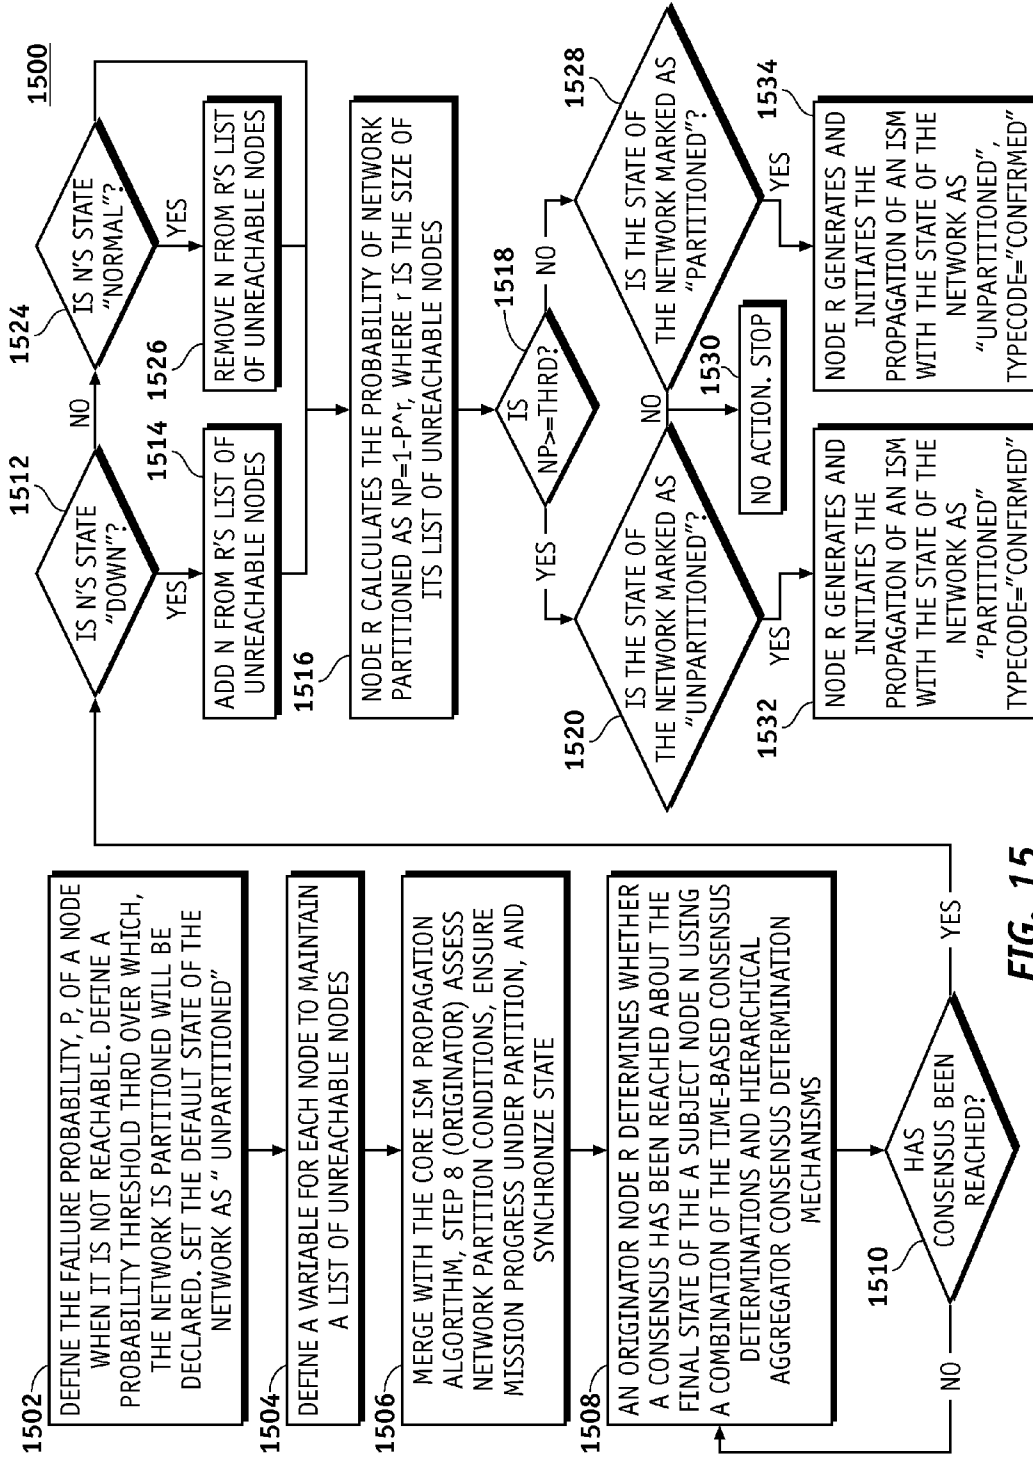 1500
1502
DEFINE THE FAILURE PROBABILITY, P, OF A NODE
WHEN IT IS NOT REACHABLE. DEFINE A
PROBABILITY THRESHOLD THRD OVER WHICH,
THE NETWORK IS PARTITIONED WILL BE
DECLARED. SET THE DEFAULT STATE OF THE
NETWORK AS " UNPARTITIONED"
1504
DEFINE A VARIABLE FOR EACH NODE TO MAINTAIN
A LIST OF UNREACHABLE NODES
1506
MERGE WITH THE CORE ISM PROPAGATION
ALGORITHM, STEP 8 (ORIGINATOR) ASSESS
NETWORK PARTITION CONDITIONS, ENSURE
MISSION PROGRESS UNDER PARTITION, AND
SYNCHRONIZE STATE
1508
AN ORIGINATOR NODE R DETERMINES WHETHER
A CONSENSUS HAS BEEN REACHED ABOUT THE
FINAL STATE OF THE A SUBJECT NODE N USING
A COMBINATION OF THE TIME-BASED CONSENSUS
DETERMINATIONS AND HIERARCHICAL
AGGREGATOR CONSENSUS DETERMINATION
MECHANISMS
1510
HAS
CONSENSUS BEEN
REACHED?
NO
YES
1512
IS N'S STATE
"DOWN"?
NO
YES
1524
IS N'S STATE
"NORMAL"?
YES
1514
ADD N FROM R'S LIST OF
UNREACHABLE NODES
1526
REMOVE N FROM R'S LIST
OF UNREACHABLE NODES
1516
NODE R CALCULATES THE PROBABILITY OF NETWORK
PARTITIONED AS NP=1-P^r, WHERE r IS THE SIZE OF
ITS LIST OF UNREACHABLE NODES
1518
IS
NP>=THRD?
YES
NO
1520
IS THE STATE OF
THE NETWORK MARKED AS
"UNPARTITIONED"?
NO
YES
1528
IS THE STATE OF
THE NETWORK MARKED AS
"PARTITIONED"?
YES
1530
NO ACTION. STOP
1532
NODE R GENERATES AND
INITIATES THE
PROPAGATION OF AN ISM
WITH THE STATE OF THE
NETWORK AS
"PARTITIONED"
TYPECODE="CONFIRMED"
1534
NODE R GENERATES AND
INITIATES THE
PROPAGATION OF AN ISM
WITH THE STATE OF THE
NETWORK AS
"UNPARTITIONED",
TYPECODE="CONFIRMED"
FIG. 15